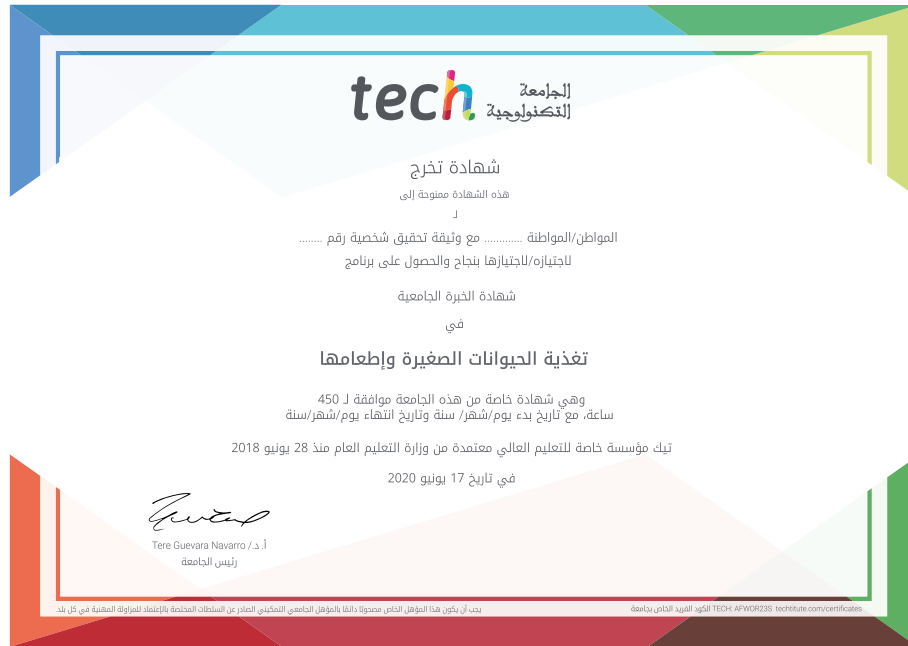 tech الجامعة
التكنولوجية
شهادة تخرج
هذه الشهادة ممنوحة إلى
لـ
المواطن/المواطنة ............ مع وثيقة تحقيق شخصية رقم ........
لاجتيازه/لاجتيازها بنجاح والحصول على برنامج
شهادة الخبرة الجامعية
في
تغذية الحيوانات الصغيرة وإطعامها
وهي شهادة خاصة من هذه الجامعة موافقة لـ 450
ساعة، مع تاريخ بدء يوم/شهر/ سنة وتاريخ انتهاء يوم/شهر/سنة
تيك مؤسسة خاصة للتعليم العالي معتمدة من وزارة التعليم العام منذ 28 يونيو 2018
في تاريخ 17 يونيو 2020
أ.د./ Tere Guevara Navarro
رئيس الجامعة
يجب أن يكون هذا المؤهل الخاص مصحوبًا دائمًا بالمؤهل الجامعي التمكيني الصادر عن السلطات المختصة بالإعتماد للمزاولة المهنية في كل بلد.
الكود الفريد الخاص بجامعة TECH: AFWOR23S techtitute.com/certificates